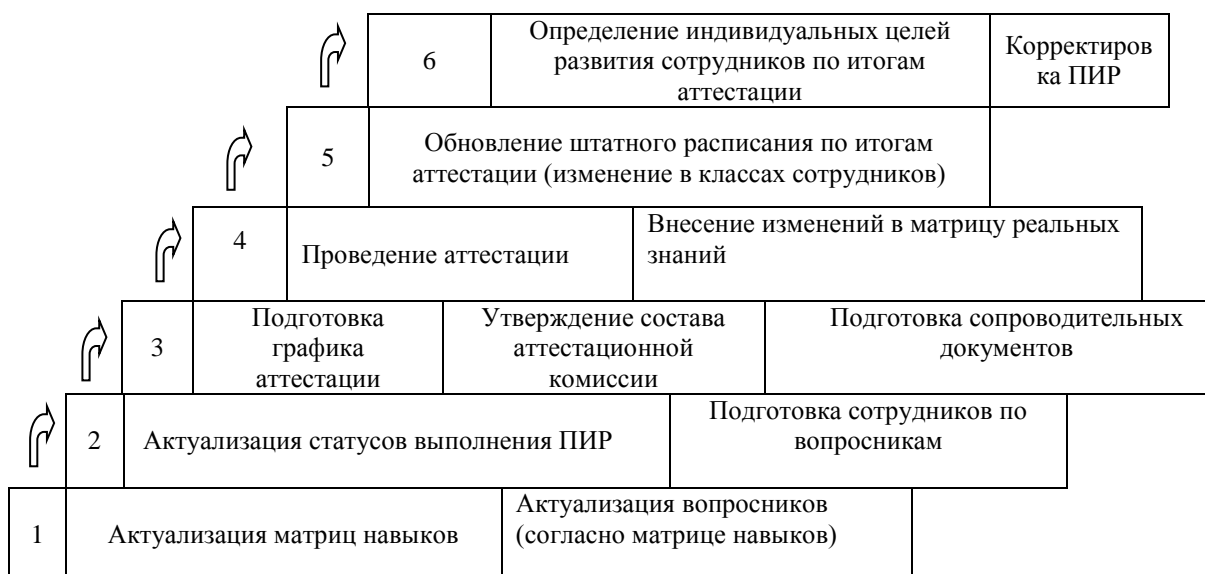 6
Определение индивидуальных целей
развития сотрудников по итогам
аттестации
Корректиров
ка ПИР
5
Обновление штатного расписания по итогам
аттестации (изменение в классах сотрудников)
4
Проведение аттестации
Внесение изменений в матрицу реальных
знаний
3
Подготовка
графика
аттестации
Утверждение состава
аттестационной
комиссии
Подготовка сопроводительных
документов
2
Актуализация статусов выполнения ПИР
Подготовка сотрудников по
вопросникам
1
Актуализация матриц навыков
Актуализация вопросников
(согласно матрице навыков)